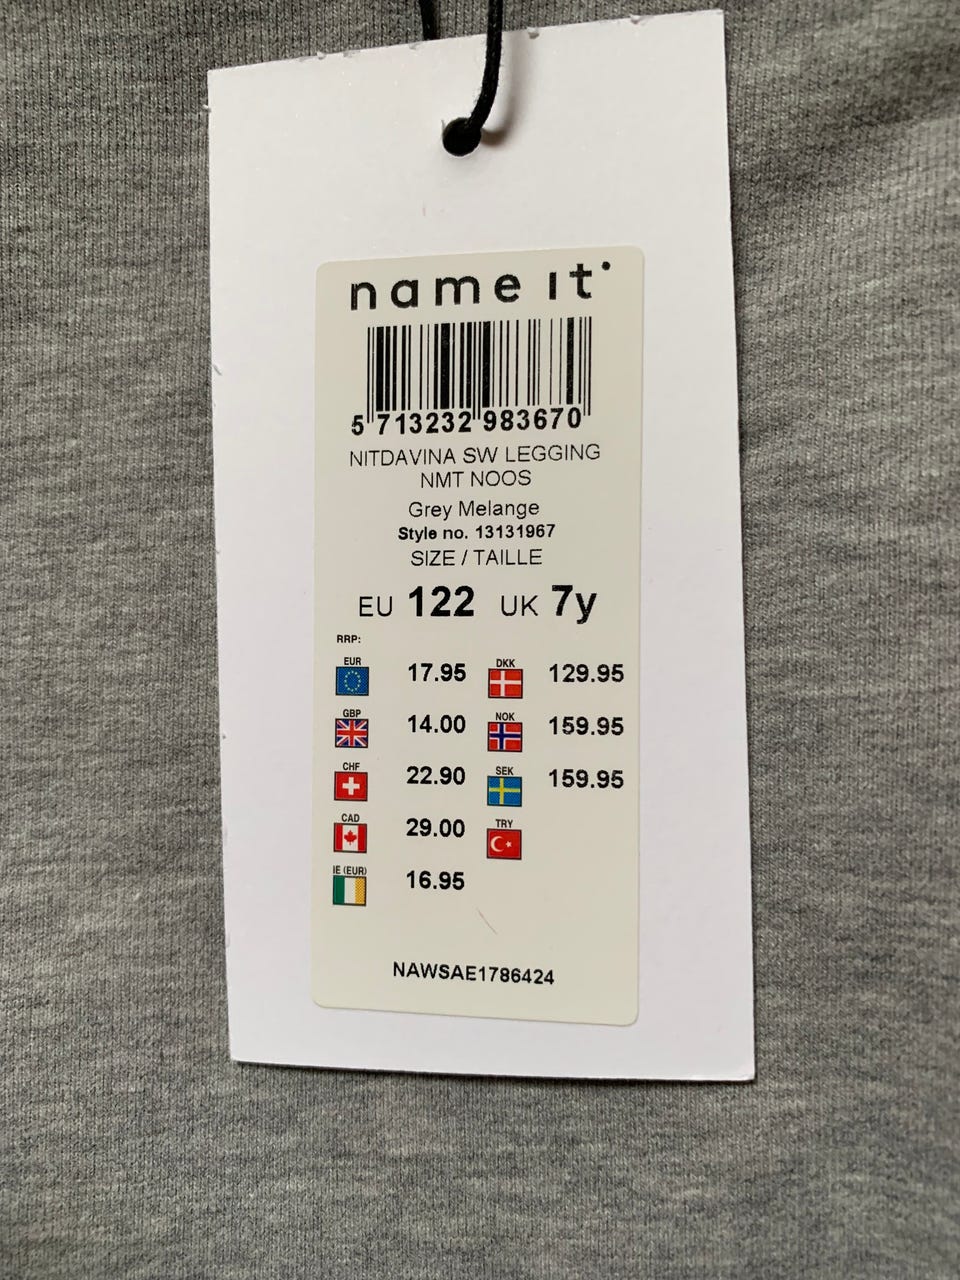 name it
5 713232 983670
NITDAVINA SW LEGGING
NMT NOOS
Grey Melange
Style no. 13131967
SIZE / TAILLE
EU 122 UK 7y
RRP:
EUR 17.95 DKK 129.95
GBP 14.00 NOK 159.95
CHF 22.90 SEK 159.95
CAD 29.00 TRY
IE (EUR) 16.95
NAWSAE1786424